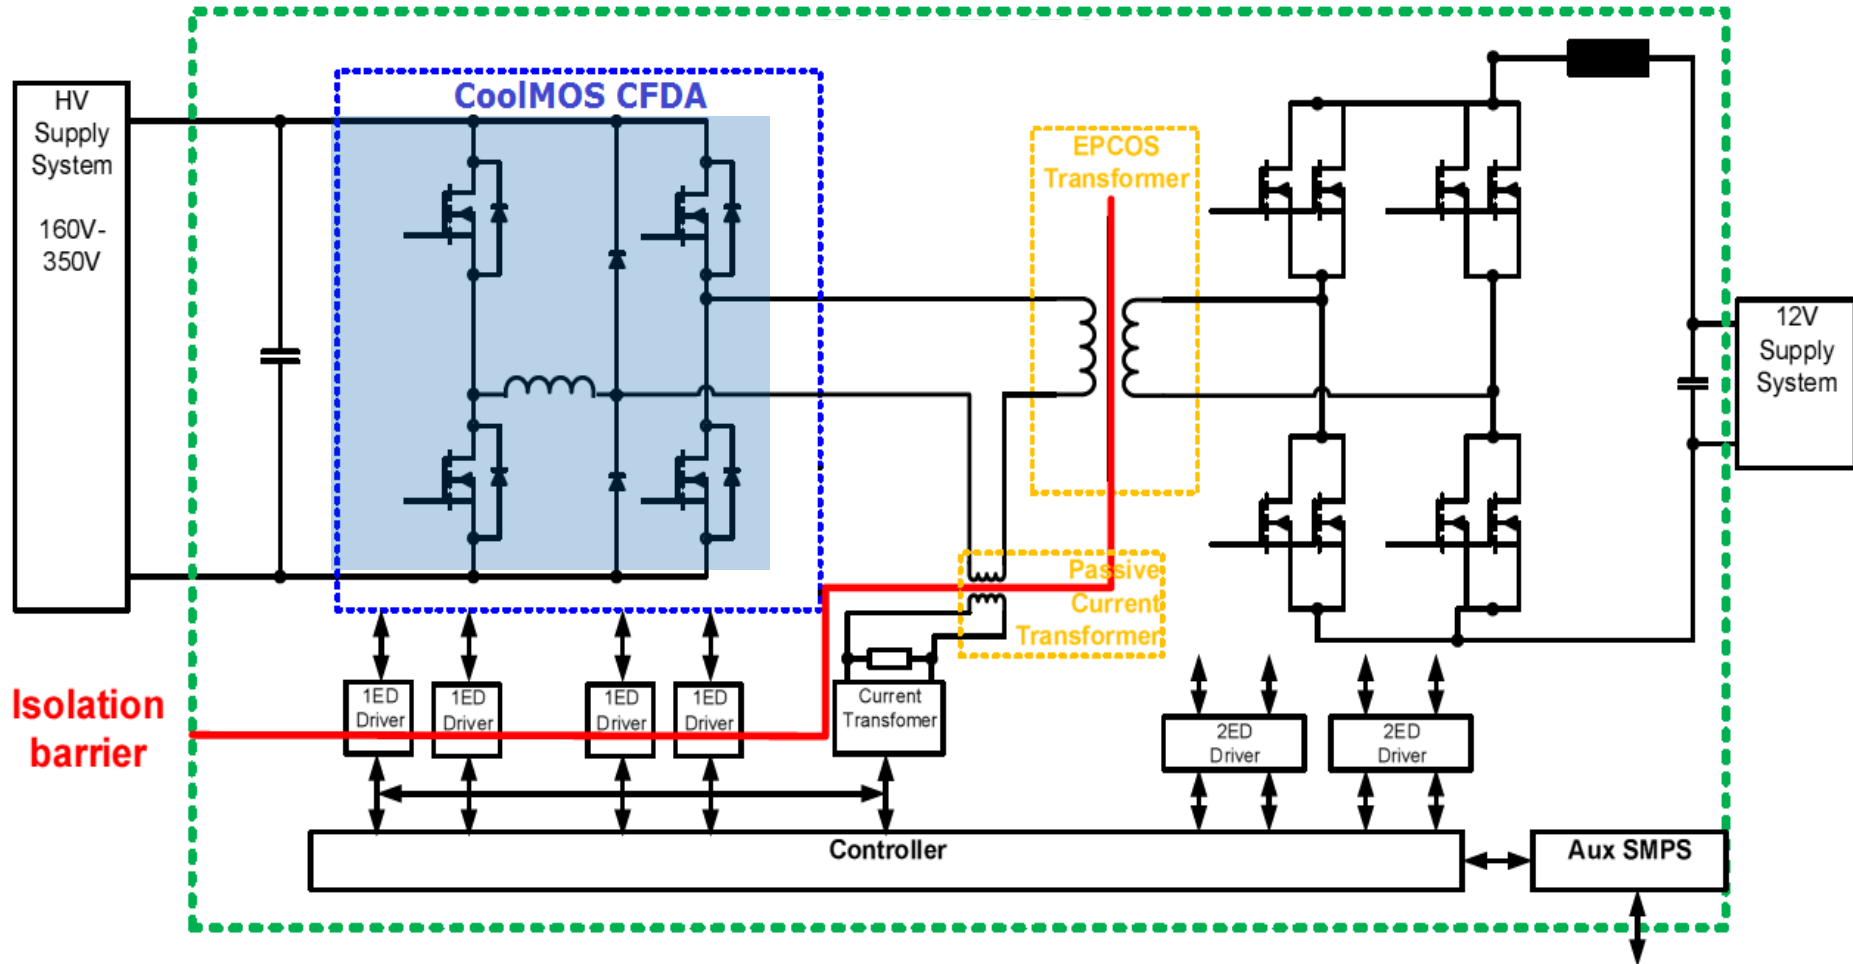 CoolMOS CFDA
HV
Supply
System
160V-
350V
EPCOS
Transformer
12V
Supply
System
Passive
Current
Transformer
Isolation
barrier
1ED
Driver
1ED
Driver
1ED
Driver
1ED
Driver
Current
Transfomer
2ED
Driver
2ED
Driver
Controller
Aux SMPS